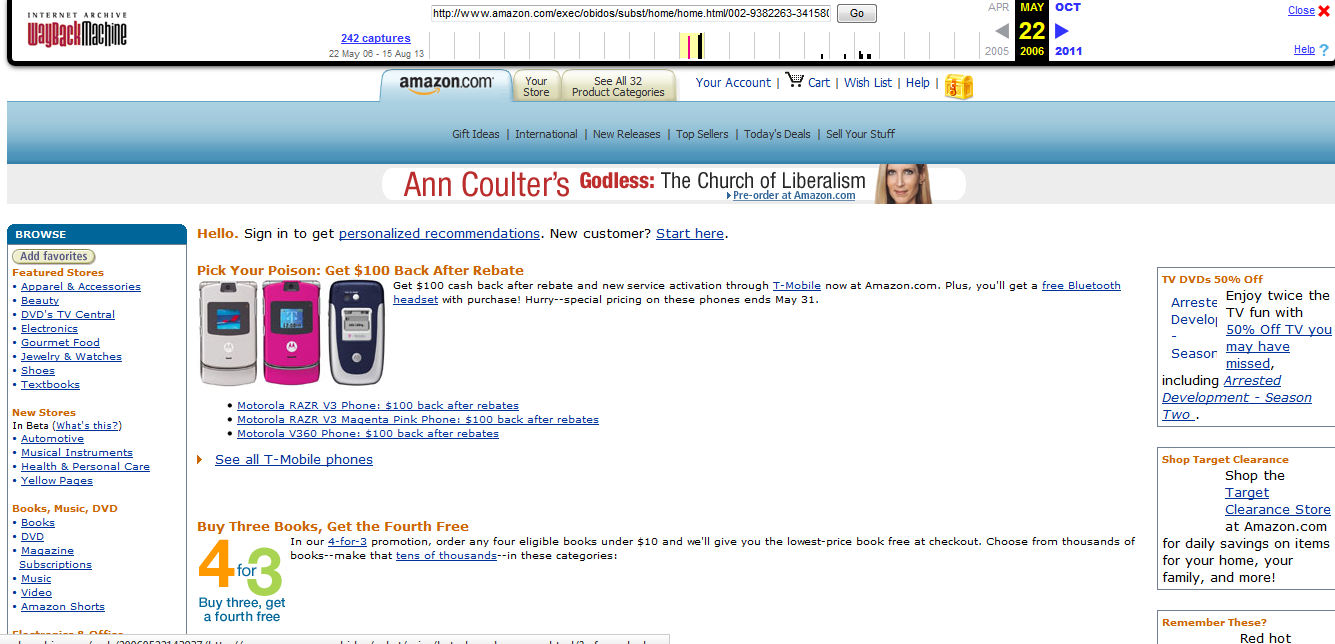 INTERNET ARCHIVE
WayBackMachine
http://www.amazon.com/exec/obidos/subst/home/home.html/002-9382263-341580
Go
APR MAY OCT
Close
242 captures
22
22 May 06 - 15 Aug 13
2005 2006 2011
Help ?
amazon.com
Your Store
See All 32 Product Categories
Your Account | Cart | Wish List | Help |
Gift Ideas | International | New Releases | Top Sellers | Today's Deals | Sell Your Stuff
Ann Coulter's Godless: The Church of Liberalism
Pre-order at Amazon.com
BROWSE
Add favorites
Featured Stores
• Apparel & Accessories
• Beauty
• DVD's TV Central
• Electronics
• Gourmet Food
• Jewelry & Watches
• Shoes
• Textbooks
New Stores
In Beta (What's this?)
• Automotive
• Musical Instruments
• Health & Personal Care
• Yellow Pages
Books, Music, DVD
• Books
• DVD
• Magazine
Subscriptions
• Music
• Video
• Amazon Shorts
Hello. Sign in to get personalized recommendations. New customer? Start here.
Pick Your Poison: Get $100 Back After Rebate
Get $100 cash back after rebate and new service activation through T-Mobile now at Amazon.com. Plus, you'll get a free Bluetooth
headset with purchase! Hurry--special pricing on these phones ends May 31.
• Motorola RAZR V3 Phone: $100 back after rebates
• Motorola RAZR V3 Magenta Pink Phone: $100 back after rebates
• Motorola V360 Phone: $100 back after rebates
See all T-Mobile phones
Buy Three Books, Get the Fourth Free
4 for 3
Buy three, get
a fourth free
In our 4-for-3 promotion, order any four eligible books under $10 and we'll give you the lowest-price book free at checkout. Choose from thousands of
books--make that tens of thousands--in these categories:
TV DVDs 50% Off
Arreste
Develop
-
Season
Enjoy twice the
TV fun with
50% Off TV you
may have
missed,
including Arrested
Development - Season
Two .
Shop Target Clearance
Shop the
Target
Clearance Store
at Amazon.com
for daily savings on items
for your home, your
family, and more!
Remember These?
Red hot